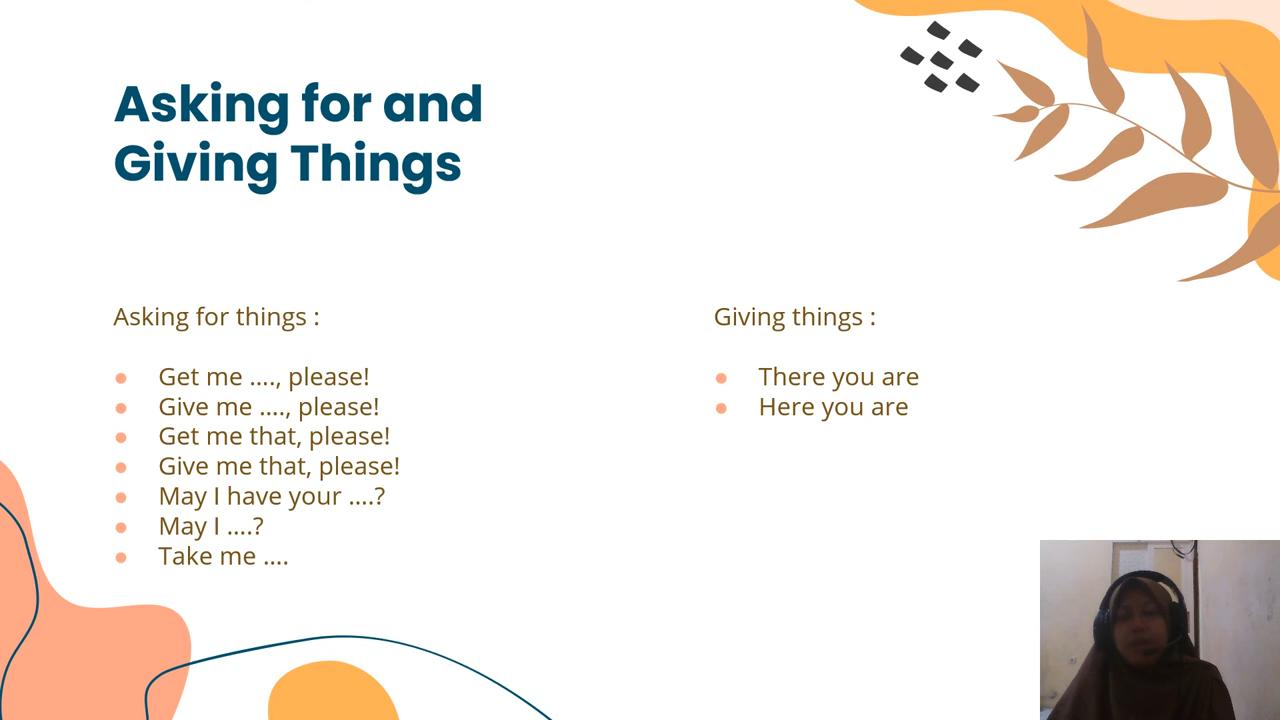 Asking for and
Giving Things
Asking for things :
● Get me ...., please!
● Give me ...., please!
● Get me that, please!
● Give me that, please!
● May I have your ....?
● May I ....?
● Take me ....
Giving things :
● There you are
● Here you are